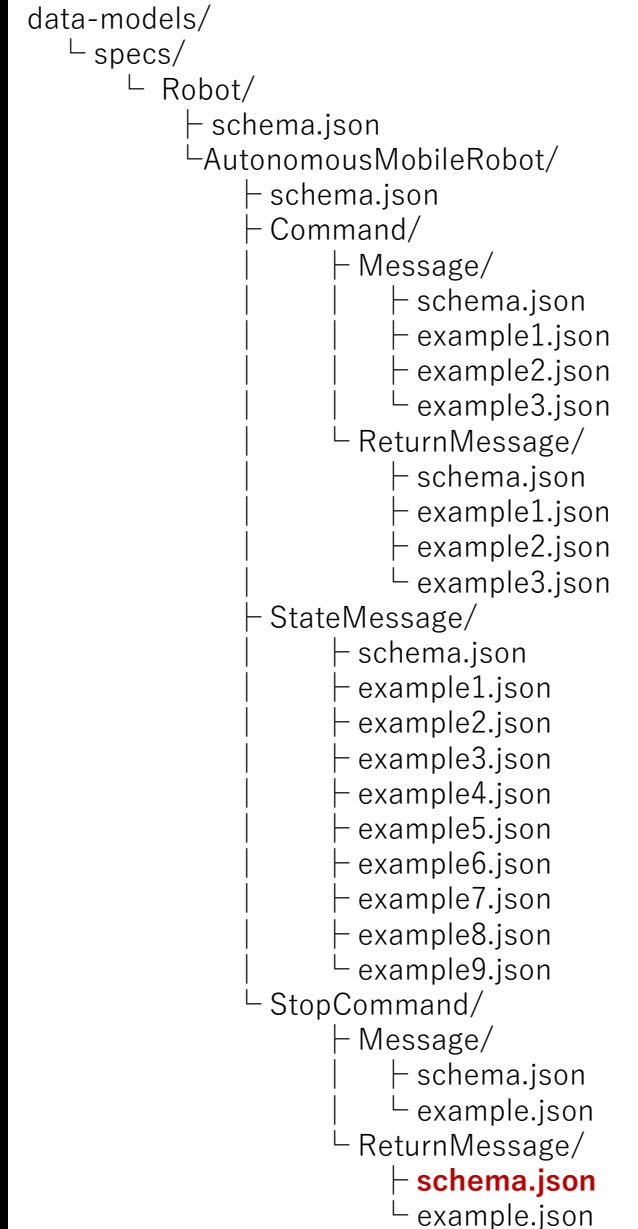 data-models/
└ specs/
└ Robot/
├ schema.json
└AutonomousMobileRobot/
├ schema.json
├ Command/
│ ├ Message/
│ │ ├ schema.json
│ │ ├ example1.json
│ │ ├ example2.json
│ │ └ example3.json
│ └ ReturnMessage/
│ ├ schema.json
│ ├ example1.json
│ ├ example2.json
│ └ example3.json
├ StateMessage/
│ ├ schema.json
│ ├ example1.json
│ ├ example2.json
│ ├ example3.json
│ ├ example4.json
│ ├ example5.json
│ ├ example6.json
│ ├ example7.json
│ ├ example8.json
│ └ example9.json
└ StopCommand/
├ Message/
│ ├ schema.json
│ └ example.json
└ ReturnMessage/
├ schema.json
└ example.json